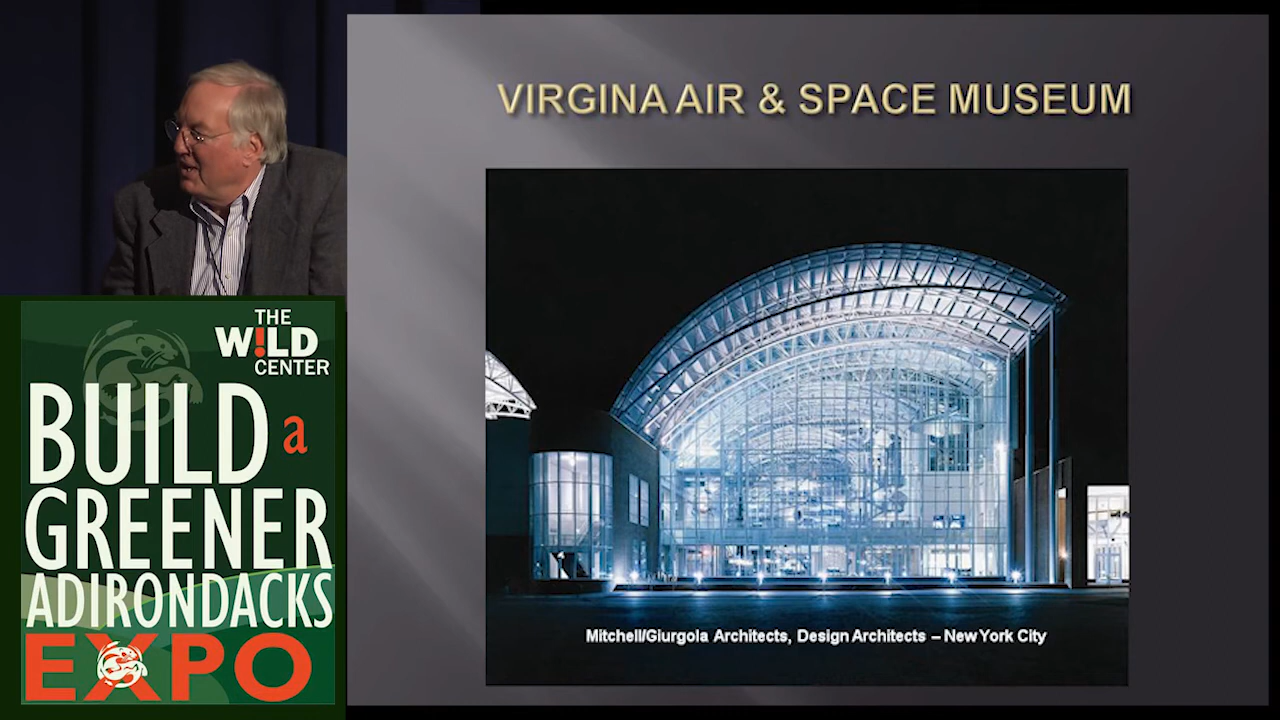 VIRGINA AIR & SPACE MUSEUM
Mitchell/Giurgola Architects, Design Architects – New York City
THE
W!LD
CENTER
BUILD a
GREENER
ADIRONDACKS
EXPO